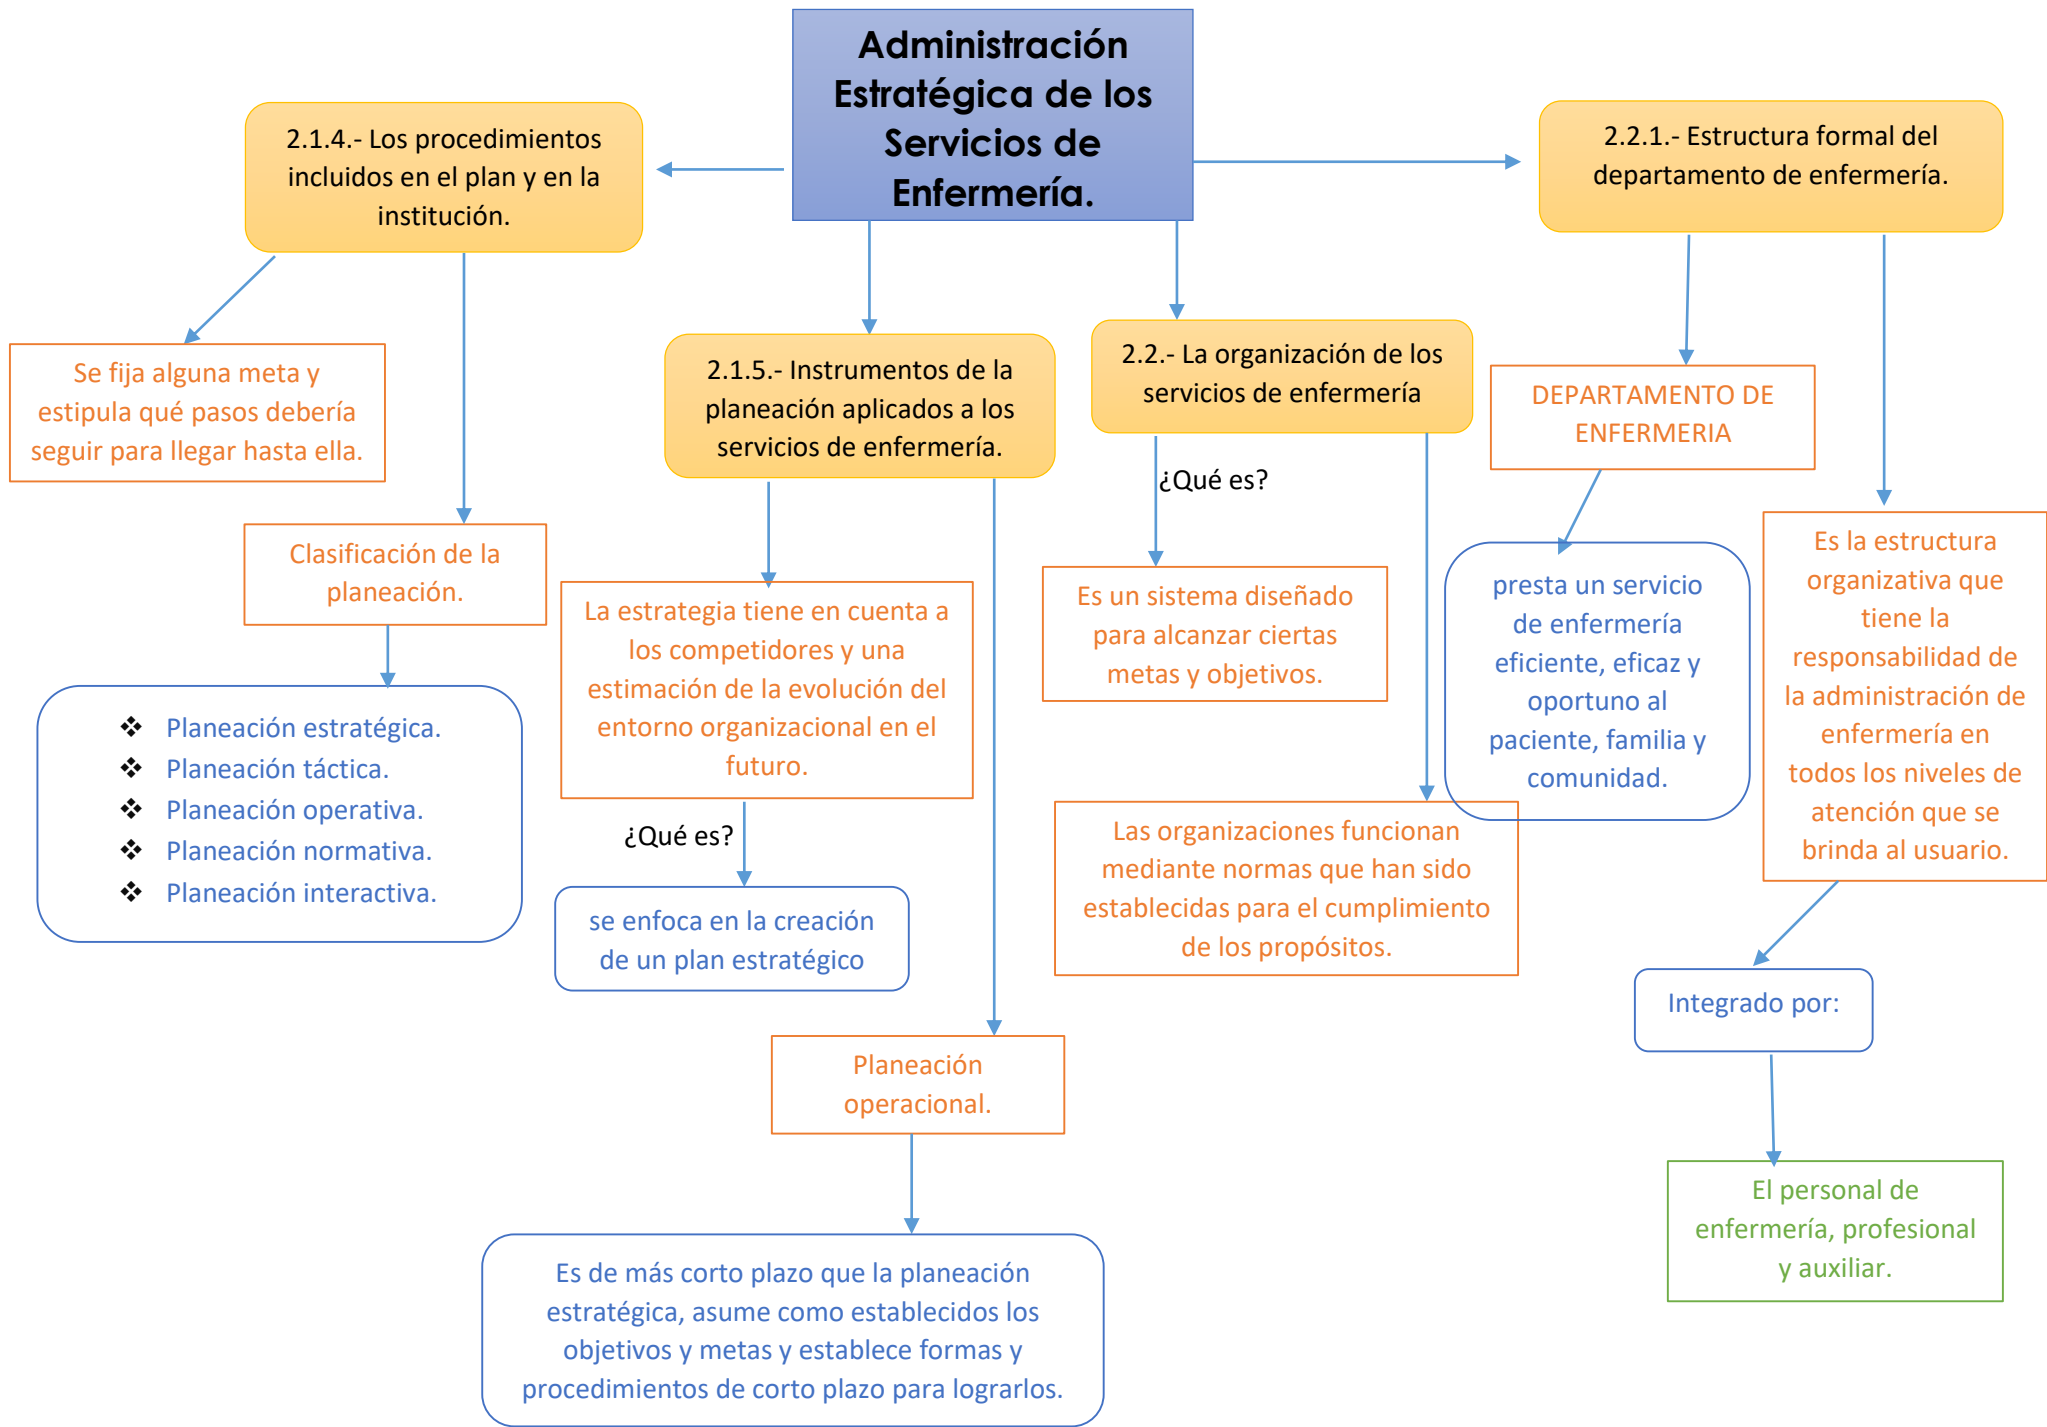 Administración
Estratégica de los
Servicios de
Enfermería.
2.1.4.- Los procedimientos
incluidos en el plan y en la
institución.
Se fija alguna meta y
estipula qué pasos debería
seguir para llegar hasta ella.
Clasificación de la
planeación.
❖ Planeación estratégica.
❖ Planeación táctica.
❖ Planeación operativa.
❖ Planeación normativa.
❖ Planeación interactiva.
2.1.5.- Instrumentos de la
planeación aplicados a los
servicios de enfermería.
La estrategia tiene en cuenta a
los competidores y una
estimación de la evolución del
entorno organizacional en el
futuro.
¿Qué es?
se enfoca en la creación
de un plan estratégico
Planeación
operacional.
Es de más corto plazo que la planeación
estratégica, asume como establecidos los
objetivos y metas y establece formas y
procedimientos de corto plazo para lograrlos.
2.2.- La organización de los
servicios de enfermería
¿Qué es?
Es un sistema diseñado
para alcanzar ciertas
metas y objetivos.
Las organizaciones funcionan
mediante normas que han sido
establecidas para el cumplimiento
de los propósitos.
2.2.1.- Estructura formal del
departamento de enfermería.
DEPARTAMENTO DE
ENFERMERIA
presta un servicio
de enfermería
eficiente, eficaz y
oportuno al
paciente, familia y
comunidad.
Es la estructura
organizativa que
tiene la
responsabilidad de
la administración de
enfermería en
todos los niveles de
atención que se
brinda al usuario.
Integrado por:
El personal de
enfermería, profesional
y auxiliar.